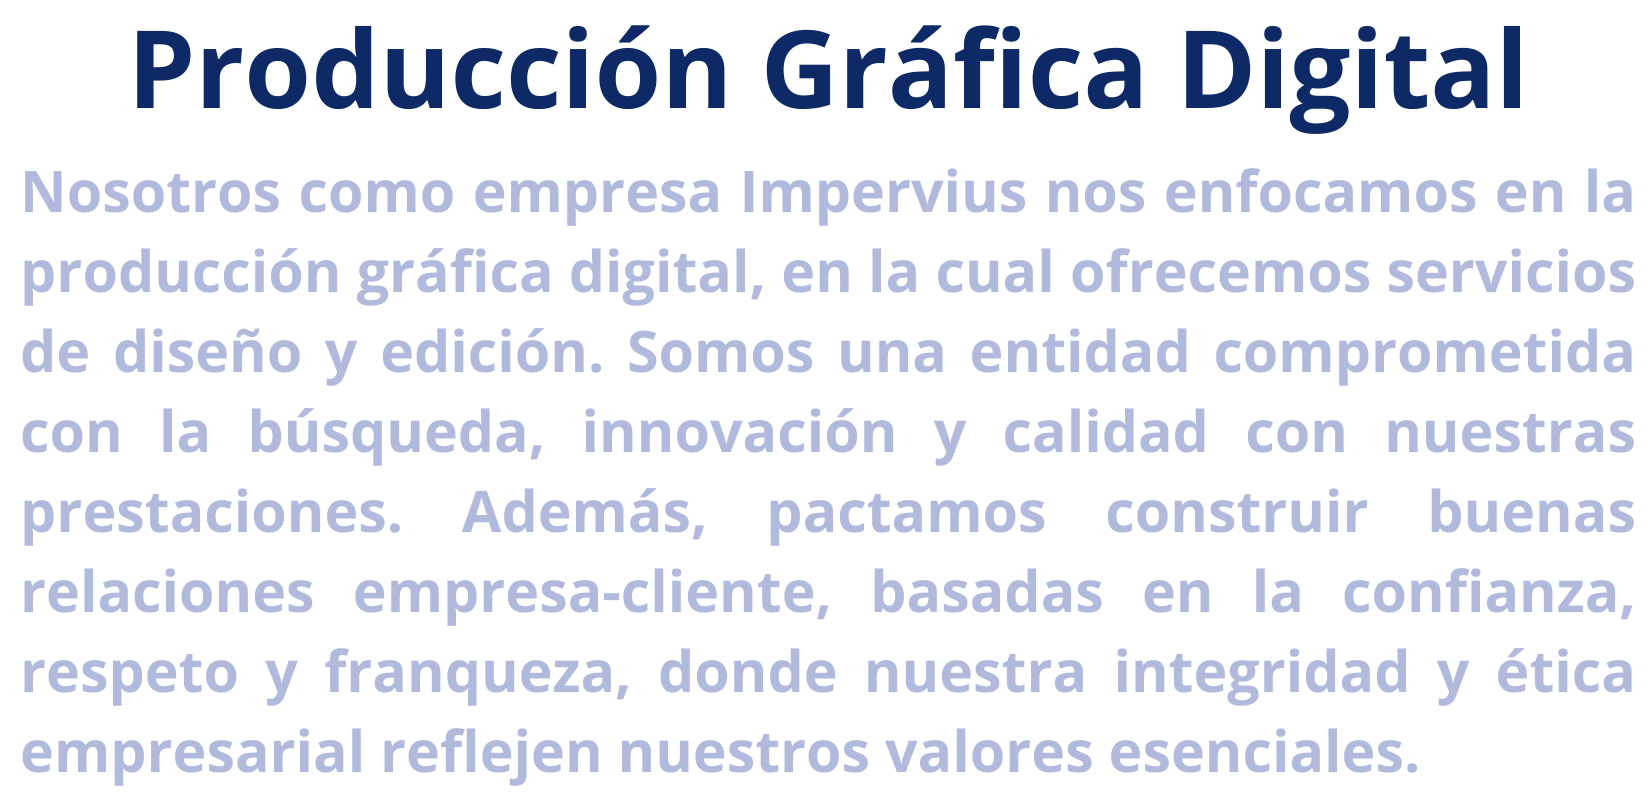 Producción Gráfica Digital
Nosotros como empresa Impervius nos enfocamos en la
producción gráfica digital, en la cual ofrecemos servicios
de diseño y edición. Somos una entidad comprometida
con la búsqueda, innovación y calidad con nuestras
prestaciones. Además, pactamos construir buenas
relaciones empresa-cliente, basadas en la confianza,
respeto y franqueza, donde nuestra integridad y ética
empresarial reflejen nuestros valores esenciales.